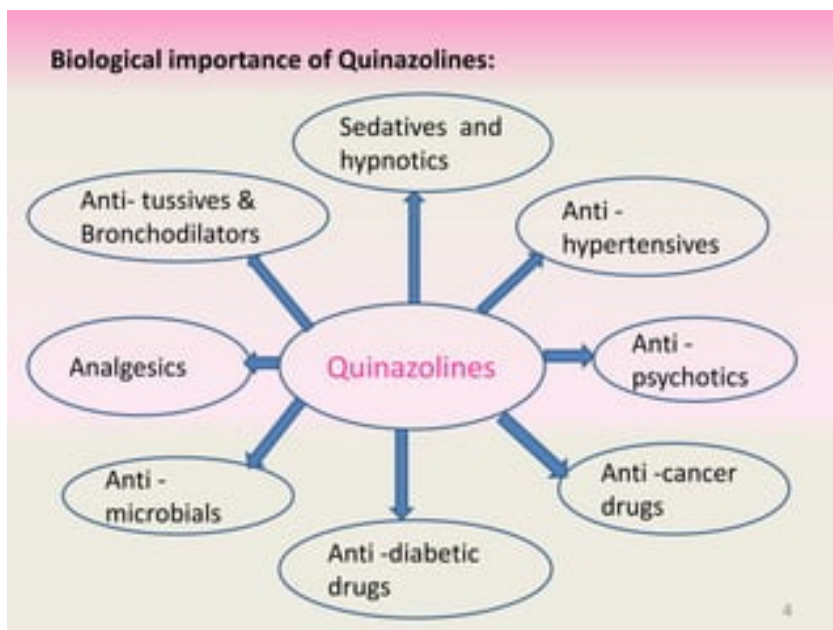 Biological importance of Quinazolines:
Sedatives and
hypnotics
Anti- tussives &
Bronchodilators
Anti -
hypertensives
Analgesics
Quinazolines
Anti -
psychotics
Anti -
microbials
Anti -cancer
drugs
Anti -diabetic
drugs
4